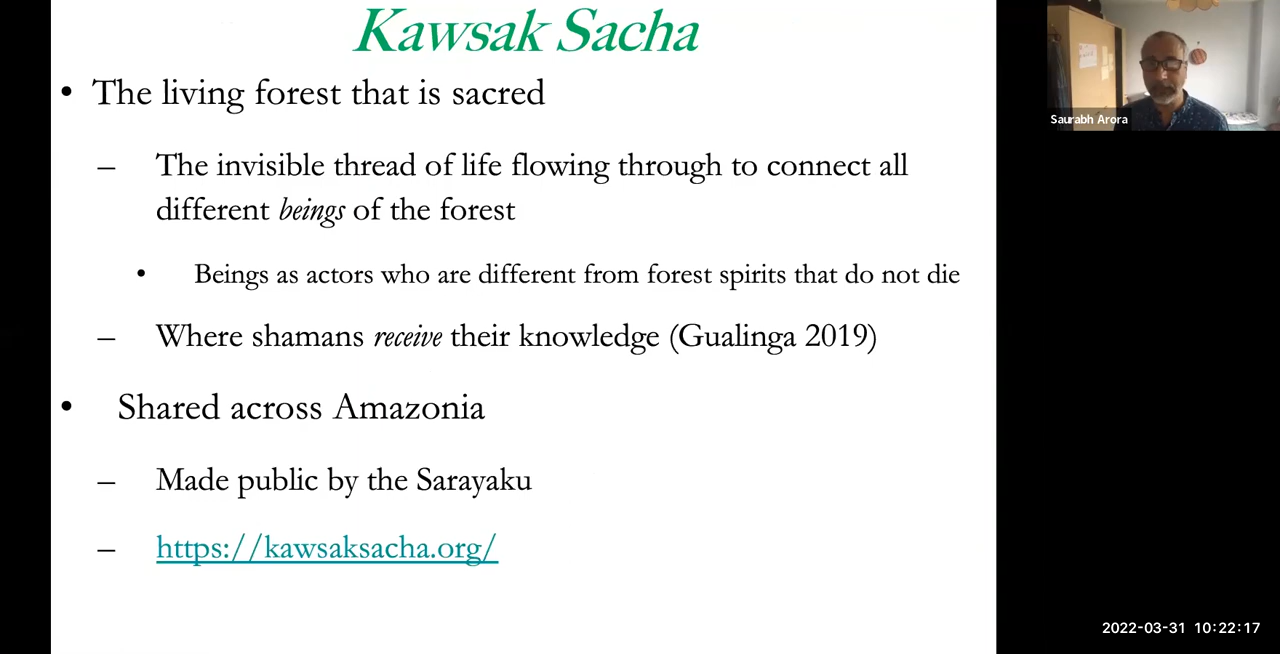 Kawsak Sacha
• The living forest that is sacred
– The invisible thread of life flowing through to connect all
different beings of the forest
• Beings as actors who are different from forest spirits that do not die
– Where shamans receive their knowledge (Gualinga 2019)
• Shared across Amazonia
– Made public by the Sarayaku
– https://kawsaksacha.org/
Saurabh Arora
2022-03-31 10:22:17